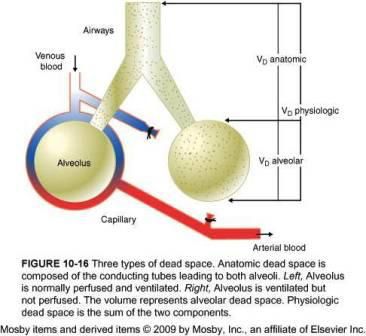 Airways
Venous
blood
V_D anatomic
V_D physiologic
Alveolus
V_D alveolar
Capillary
Arterial blood
FIGURE 10-16 Three types of dead space. Anatomic dead space is
composed of the conducting tubes leading to both alveoli. Left, Alveolus
is normally perfused and ventilated. Right, Alveolus is ventilated but
not perfused. The volume represents alveolar dead space. Physiologic
dead space is the sum of the two components.
Mosby items and derived items © 2009 by Mosby, Inc., an affiliate of Elsevier Inc.